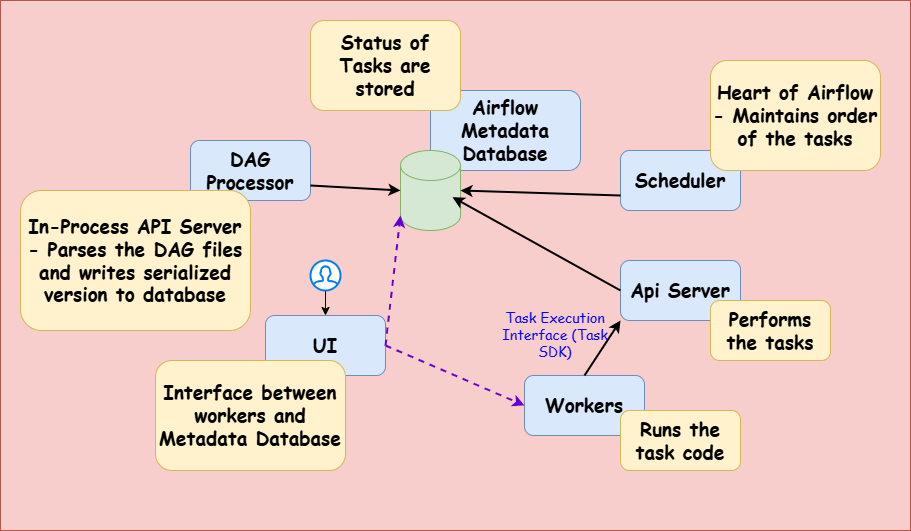 Status of
Tasks are
stored
Airflow
Metadata
Database
Heart of Airflow
- Maintains order
of the tasks
DAG
Processor
Scheduler
In-Process API Server
- Parses the DAG files
and writes serialized
version to database
Api Server
Task Execution
Interface (Task
SDK)
Performs
the tasks
UI
Interface between
workers and
Metadata Database
Workers
Runs the
task code